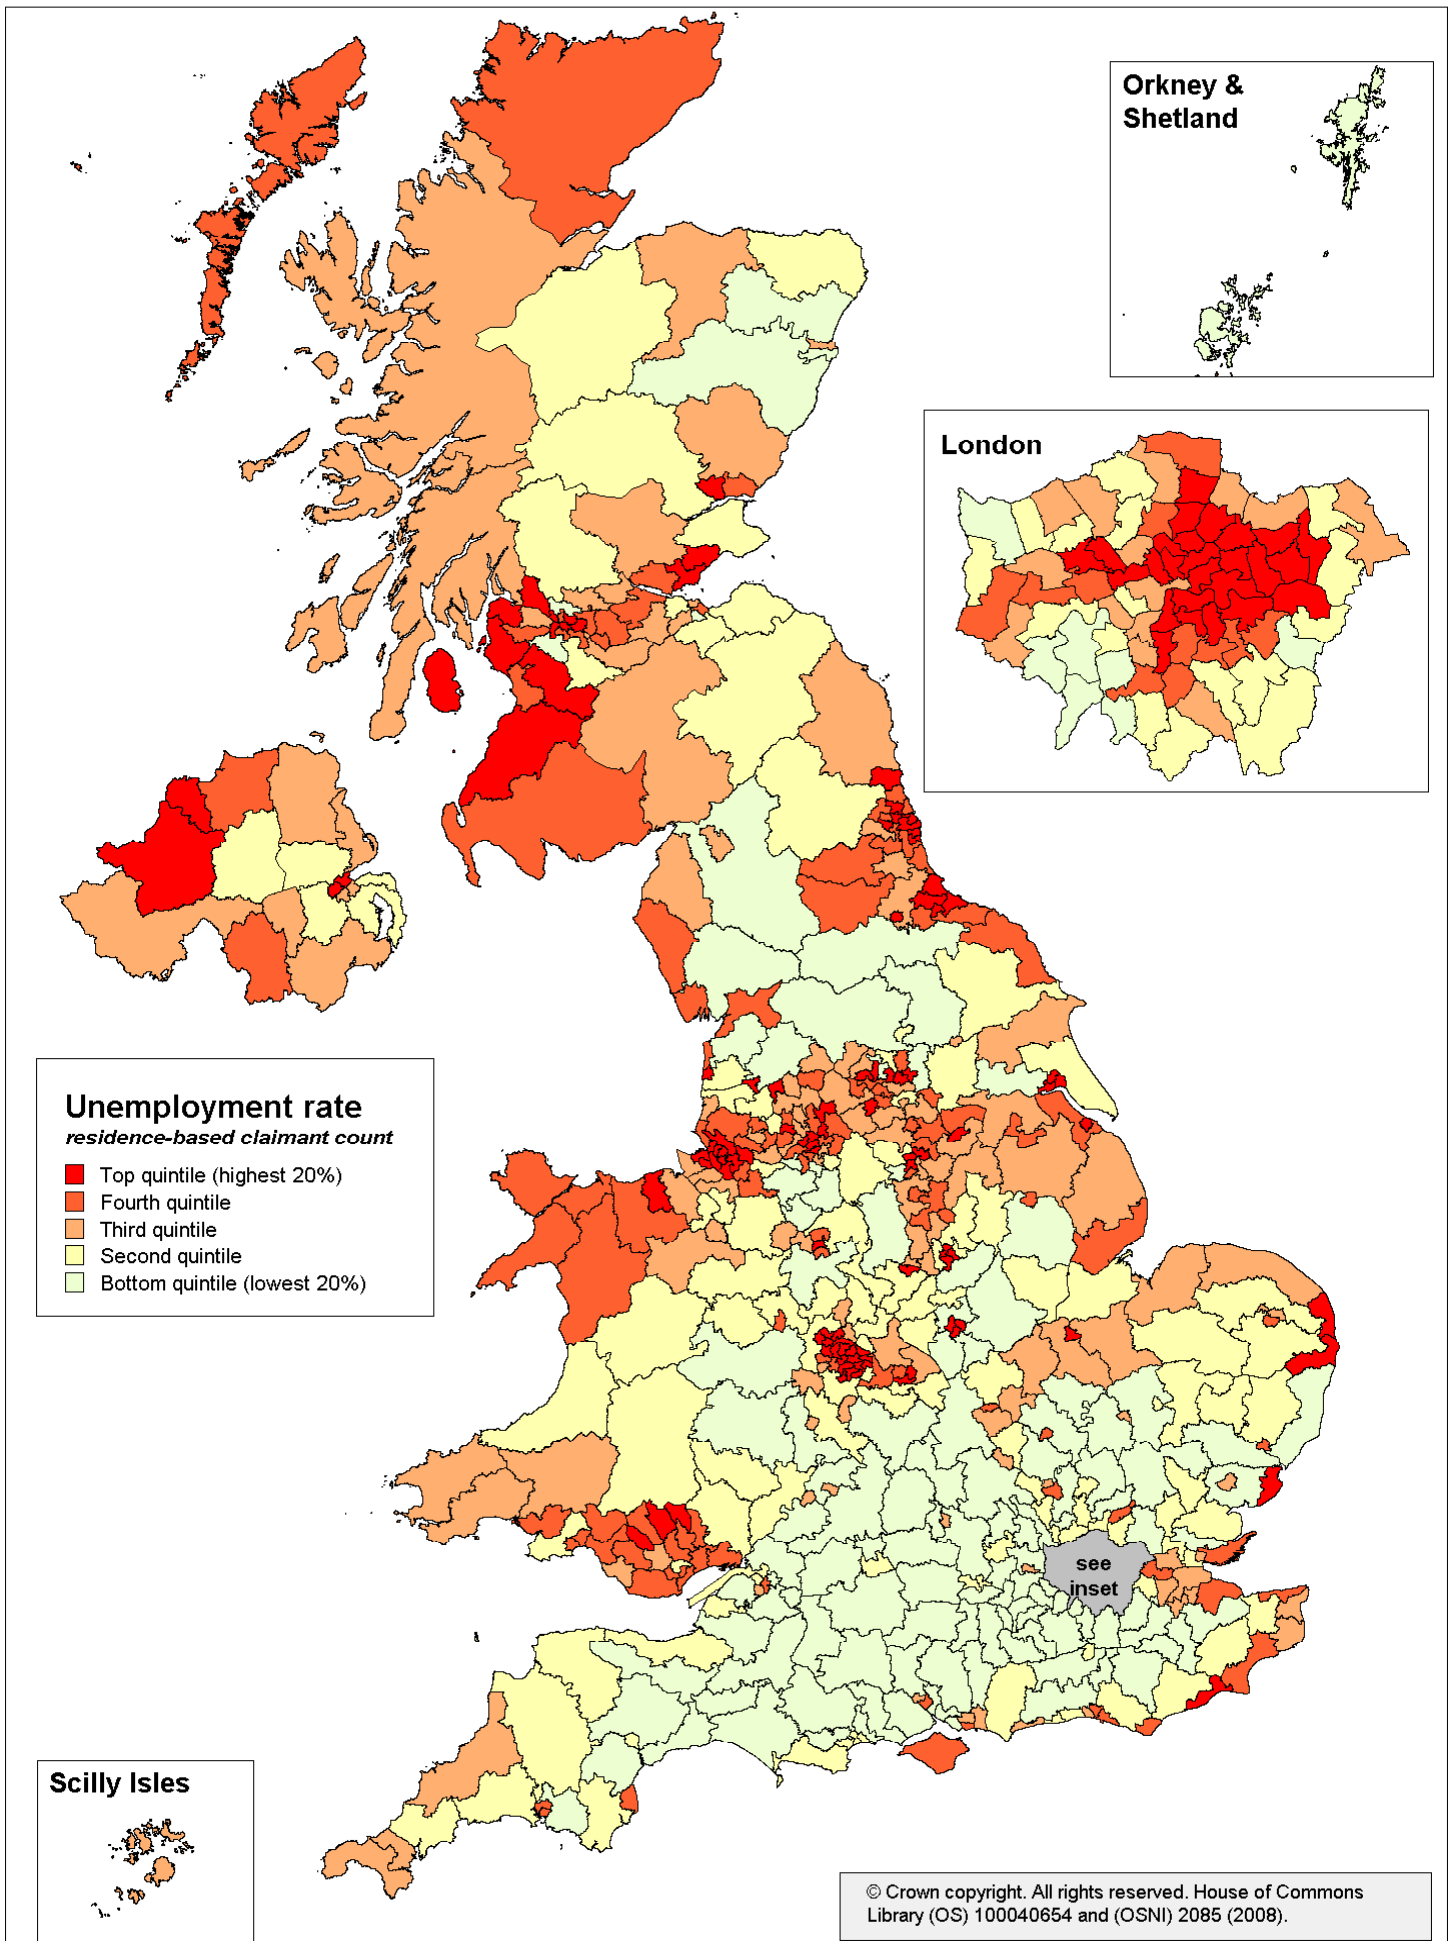 Orkney &
Shetland
London
Unemployment rate
residence-based claimant count
Top quintile (highest 20%)
Fourth quintile
Third quintile
Second quintile
Bottom quintile (lowest 20%)
see
inset
Scilly Isles
© Crown copyright. All rights reserved. House of Commons
Library (OS) 100040654 and (OSNI) 2085 (2008).